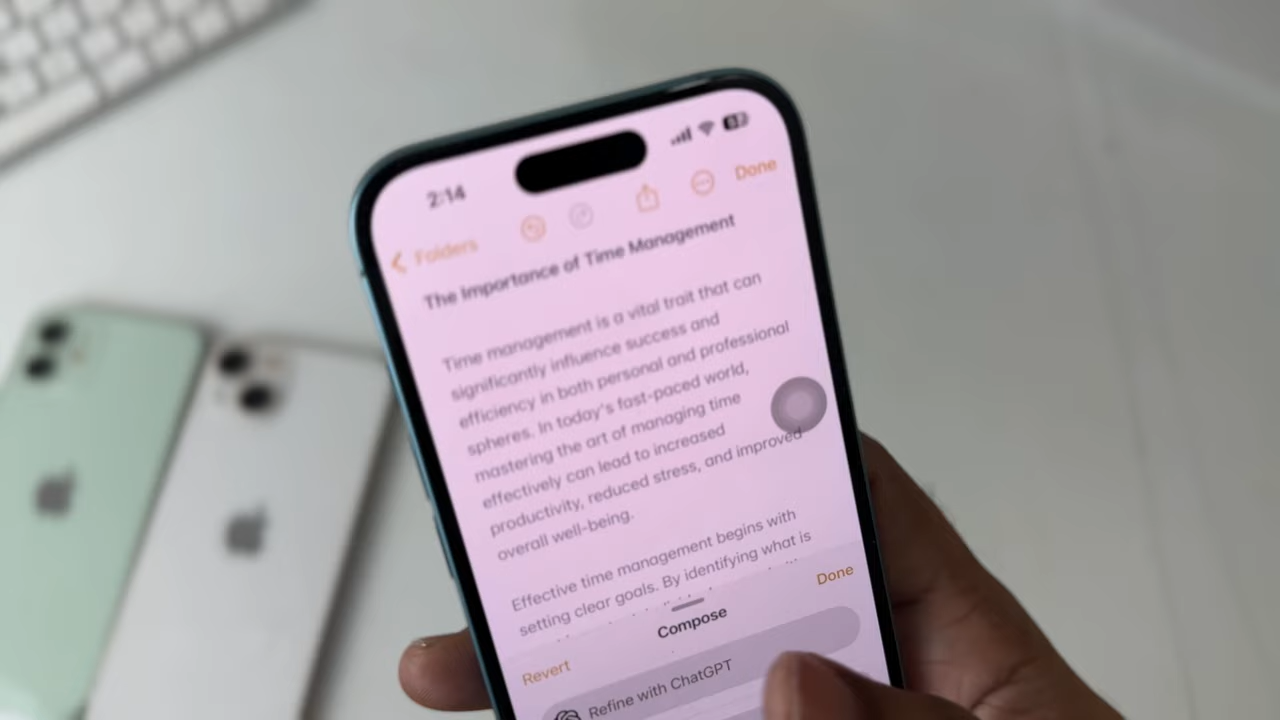 2:14
Folders
Done
The Importance of Time Management
Time management is a vital trait that can
significantly influence success and
efficiency in both personal and professional
spheres. In today's fast-paced world,
mastering the art of managing time
effectively can lead to increased
productivity, reduced stress, and improved
overall well-being.
Effective time management begins with
setting clear goals. By identifying what is
Done
Compose
Revert
Refine with ChatGPT